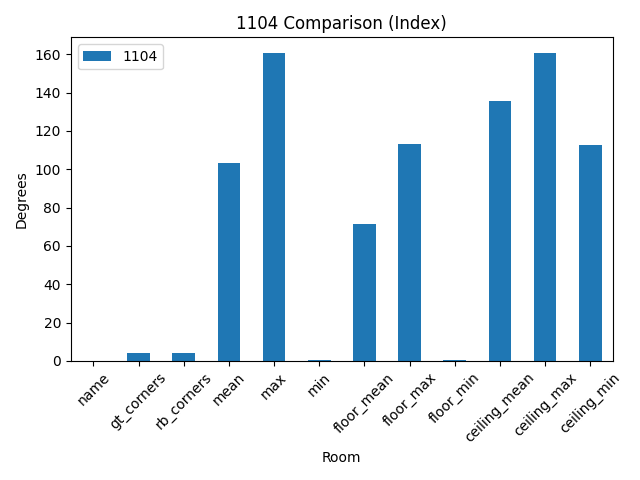 1104 Comparison (Index)
1104
Degrees
160
140
120
100
80
60
40
20
0
name
gt_corners
rb_corners
mean
max
min
floor_mean
floor_max
floor_min
ceiling_mean
ceiling_max
ceiling_min
Room